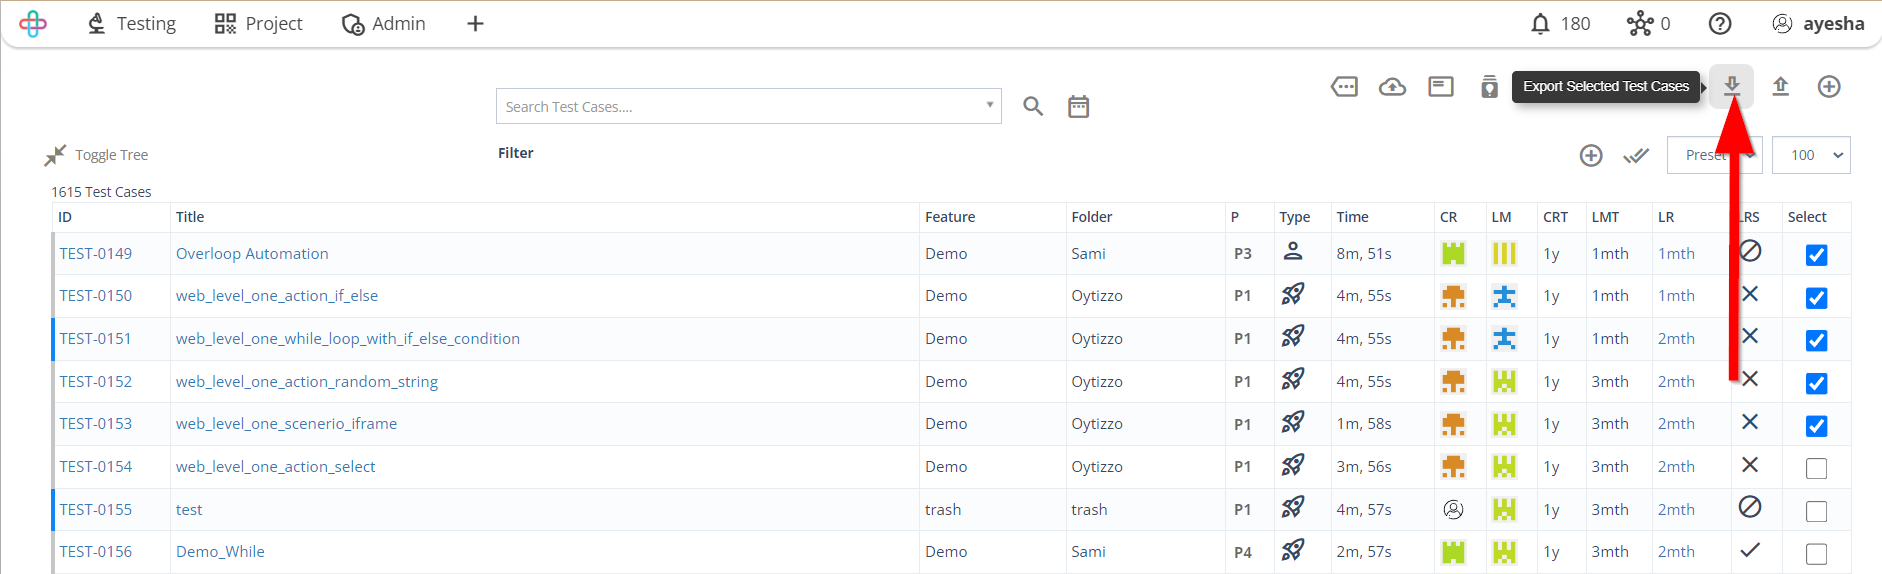 Testing Project Admin 180 0 ayesha
Search Test Cases.... Export Selected Test Cases
Toggle Tree Filter Preset 100
1615 Test Cases
ID Title Feature Folder P Type Time CR LM CRT LMT LR LRS Select
TEST-0149 Overloop Automation Demo Sami P3 8m, 51s 1y 1mth 1mth
TEST-0150 web_level_one_action_if_else Demo Oytizzo P1 4m, 55s 1y 1mth 1mth
TEST-0151 web_level_one_while_loop_with_if_else_condition Demo Oytizzo P1 4m, 55s 1y 1mth 2mth
TEST-0152 web_level_one_action_random_string Demo Oytizzo P1 4m, 55s 1y 3mth 2mth
TEST-0153 web_level_one_scenerio_iframe Demo Oytizzo P1 1m, 58s 1y 3mth 2mth
TEST-0154 web_level_one_action_select Demo Oytizzo P1 3m, 56s 1y 3mth 2mth
TEST-0155 test trash trash P1 4m, 57s 1y 3mth 2mth
TEST-0156 Demo_While Demo Sami P4 2m, 57s 1y 3mth 2mth